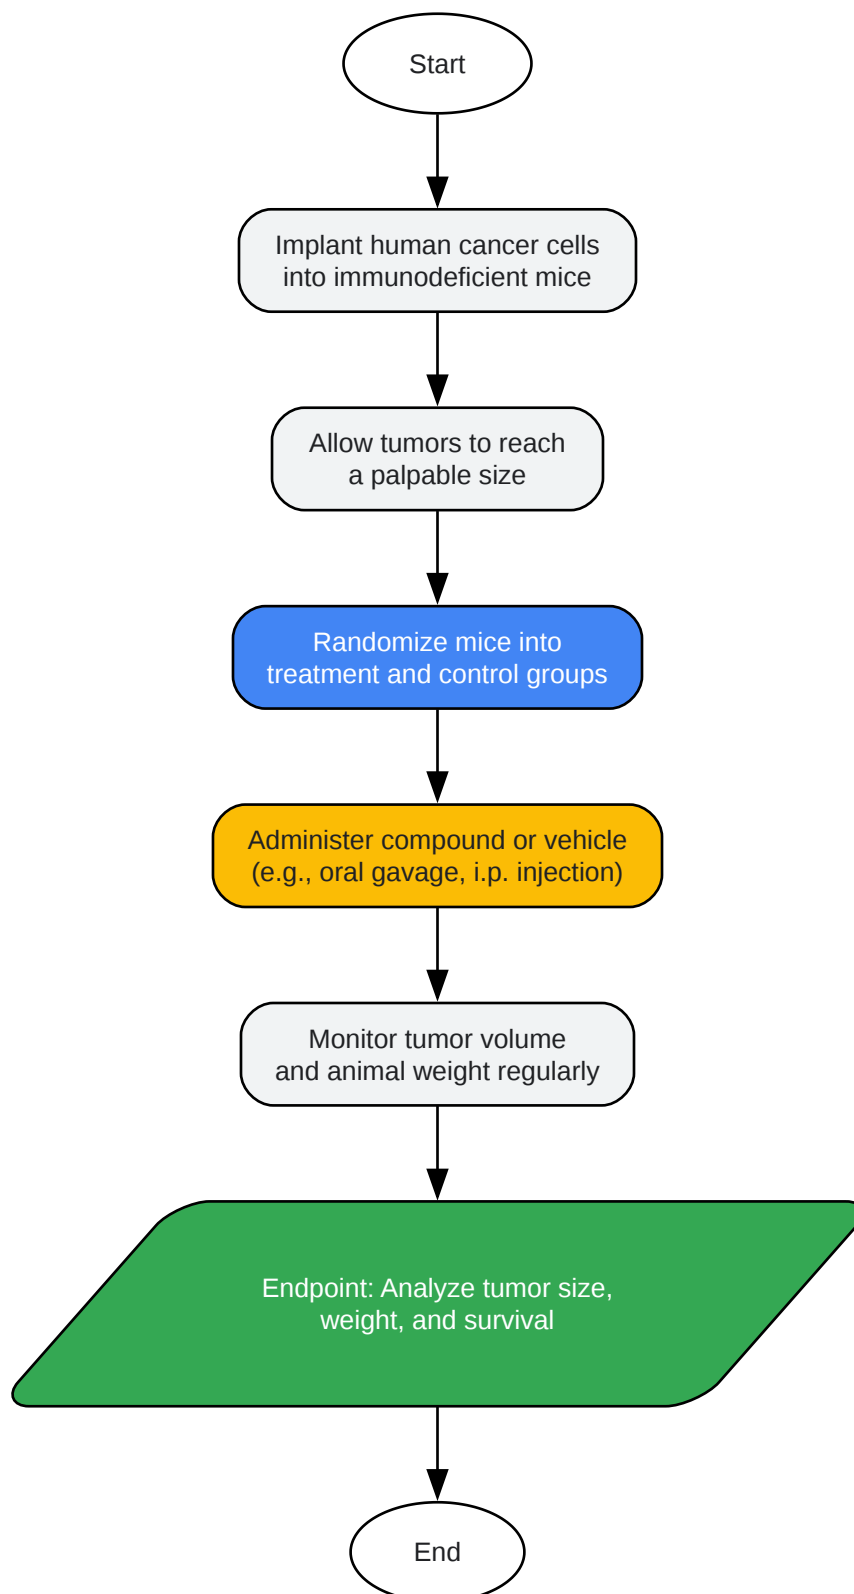 Start
Implant human cancer cells
into immunodeficient mice
Allow tumors to reach
a palpable size
Randomize mice into
treatment and control groups
Administer compound or vehicle
(e.g., oral gavage, i.p. injection)
Monitor tumor volume
and animal weight regularly
Endpoint: Analyze tumor size,
weight, and survival
End